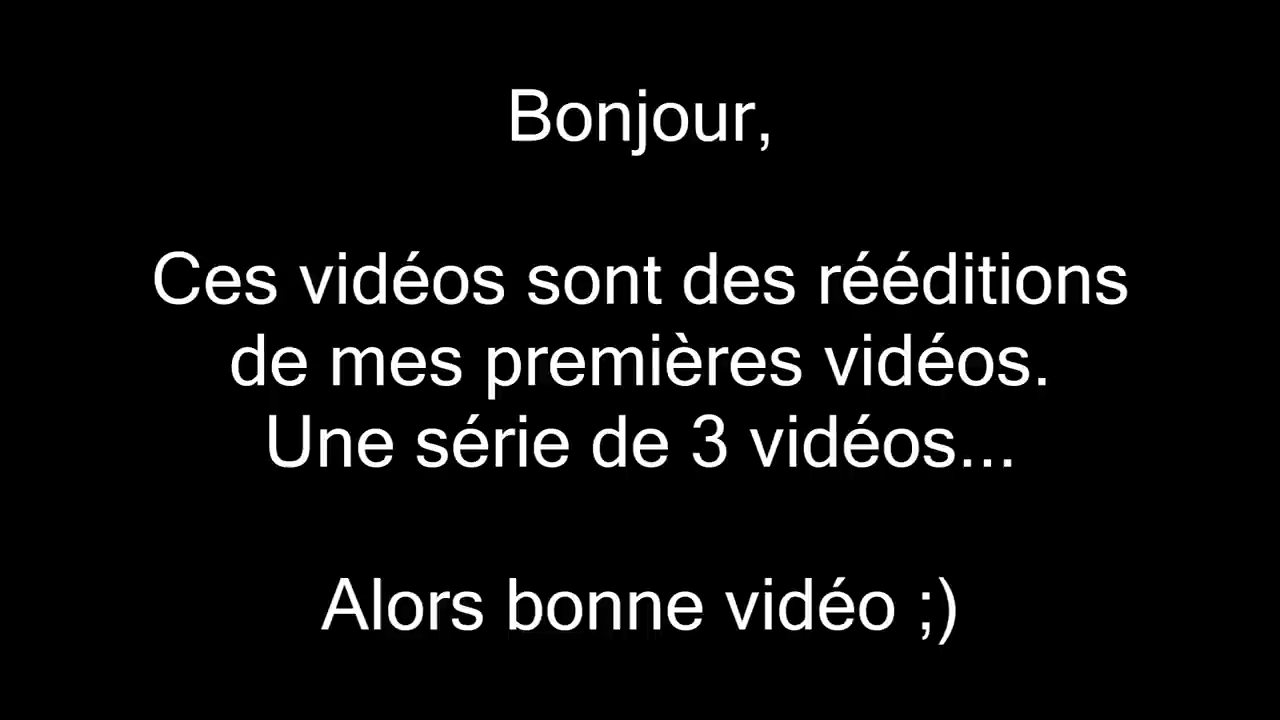 Bonjour,
Ces vidéos sont des rééditions
de mes premières vidéos.
Une série de 3 vidéos...
Alors bonne vidéo ;)